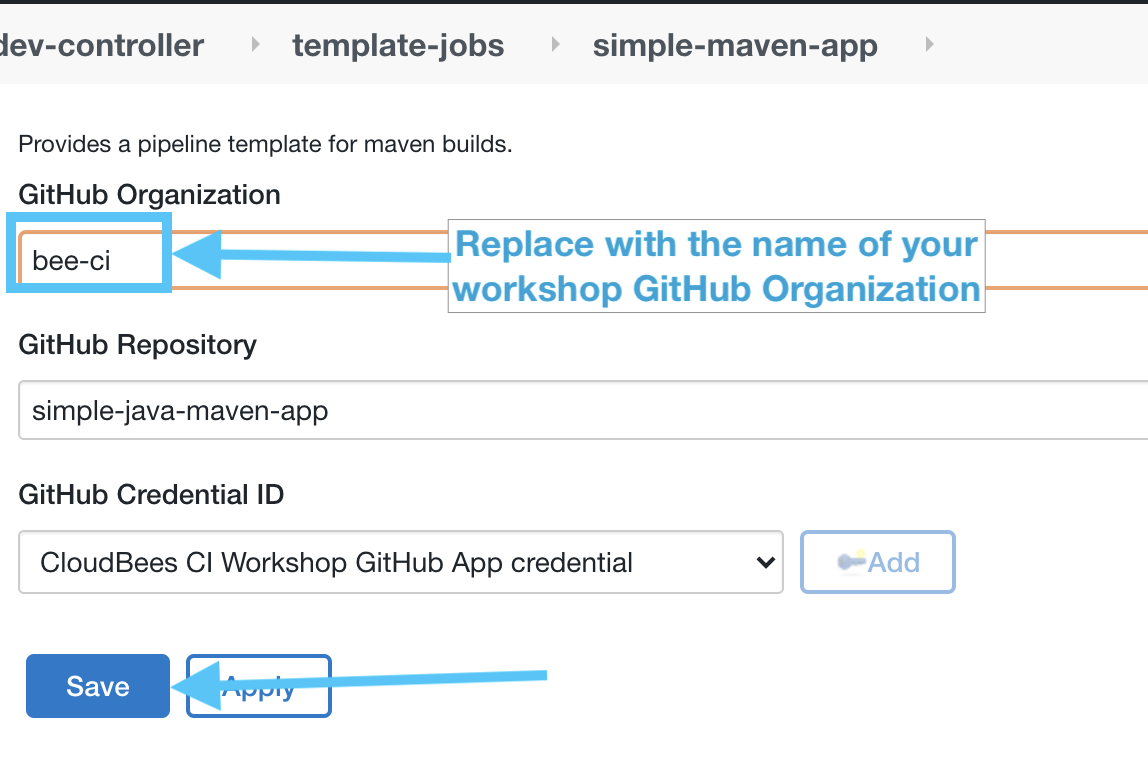 dev-controller template-jobs simple-maven-app
Provides a pipeline template for maven builds.
GitHub Organization
bee-ci
Replace with the name of your
workshop GitHub Organization
GitHub Repository
simple-java-maven-app
GitHub Credential ID
CloudBees CI Workshop GitHub App credential
Add
Save
Apply